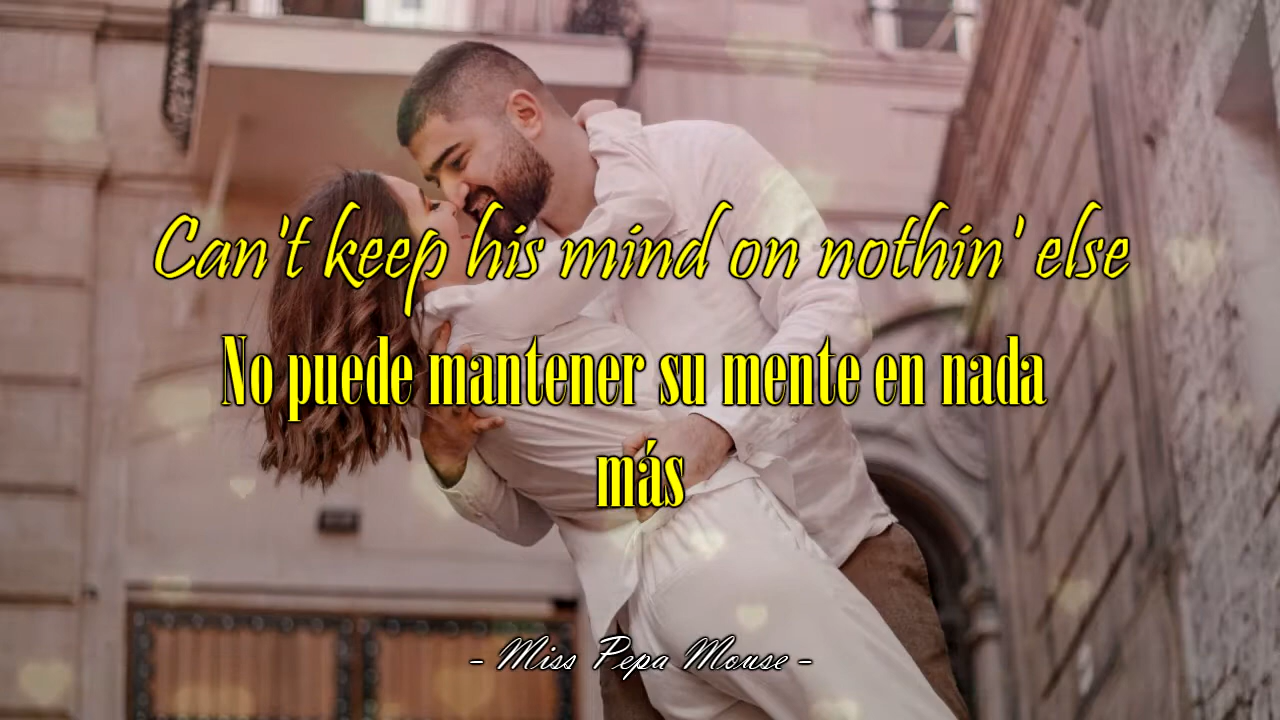 Can't keep his mind on nothin' else
No puede mantener su mente en nada
más
- Miss Pepa Mouse -